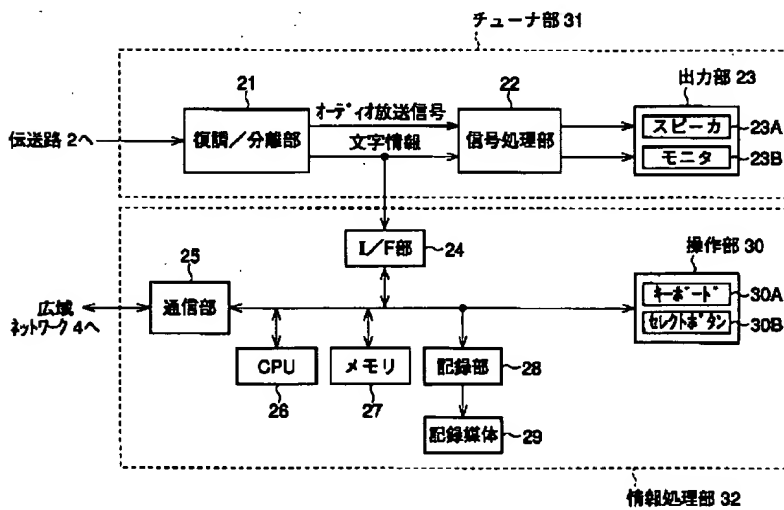 チューナ部 31
21
オーディオ放送信号
22
出力部 23
伝送路 2へ
復調／分離部
文字情報
信号処理部
スピーカ
23A
モニタ
23B
I／F部
24
25
操作部 30
広域
ネットワーク 4へ
通信部
キーボード
30A
セレクトボタン
30B
CPU
メモリ
記録部
28
26
27
記録媒体
29
情報処理部 32